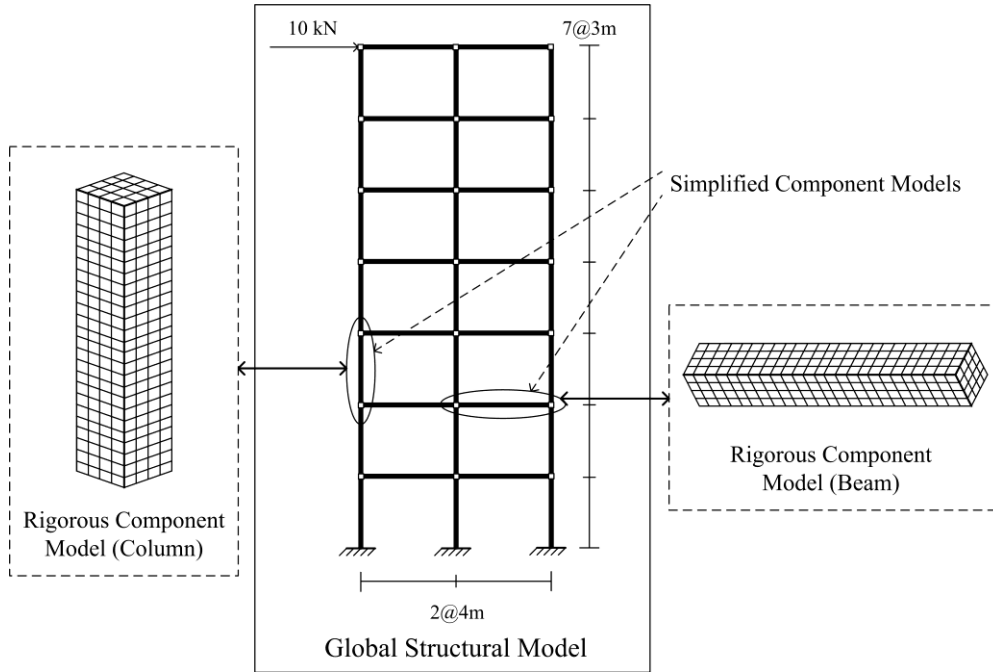 10 kN
7@3m
Simplified Component Models
Rigorous Component
Model (Column)
Rigorous Component
Model (Beam)
2@4m
Global Structural Model